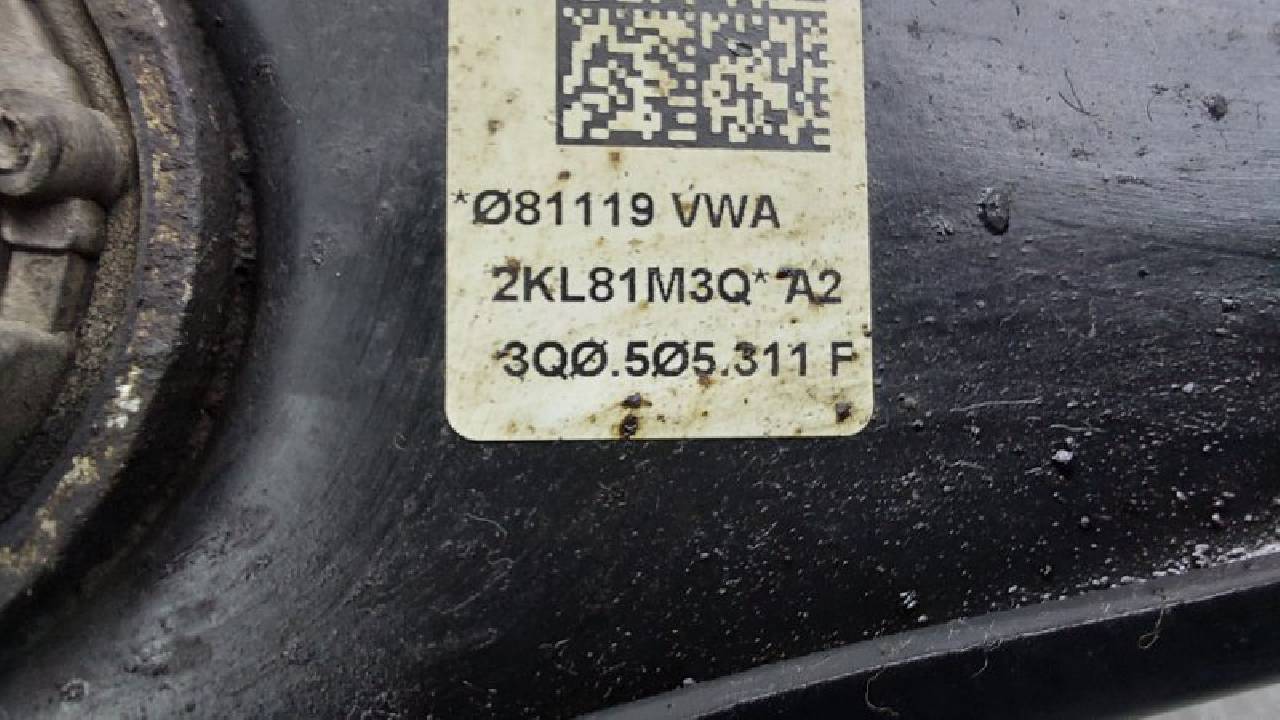 *Ø81119 VWA
2KL81M3Q* A2
3QØ.5Ø5.311 F